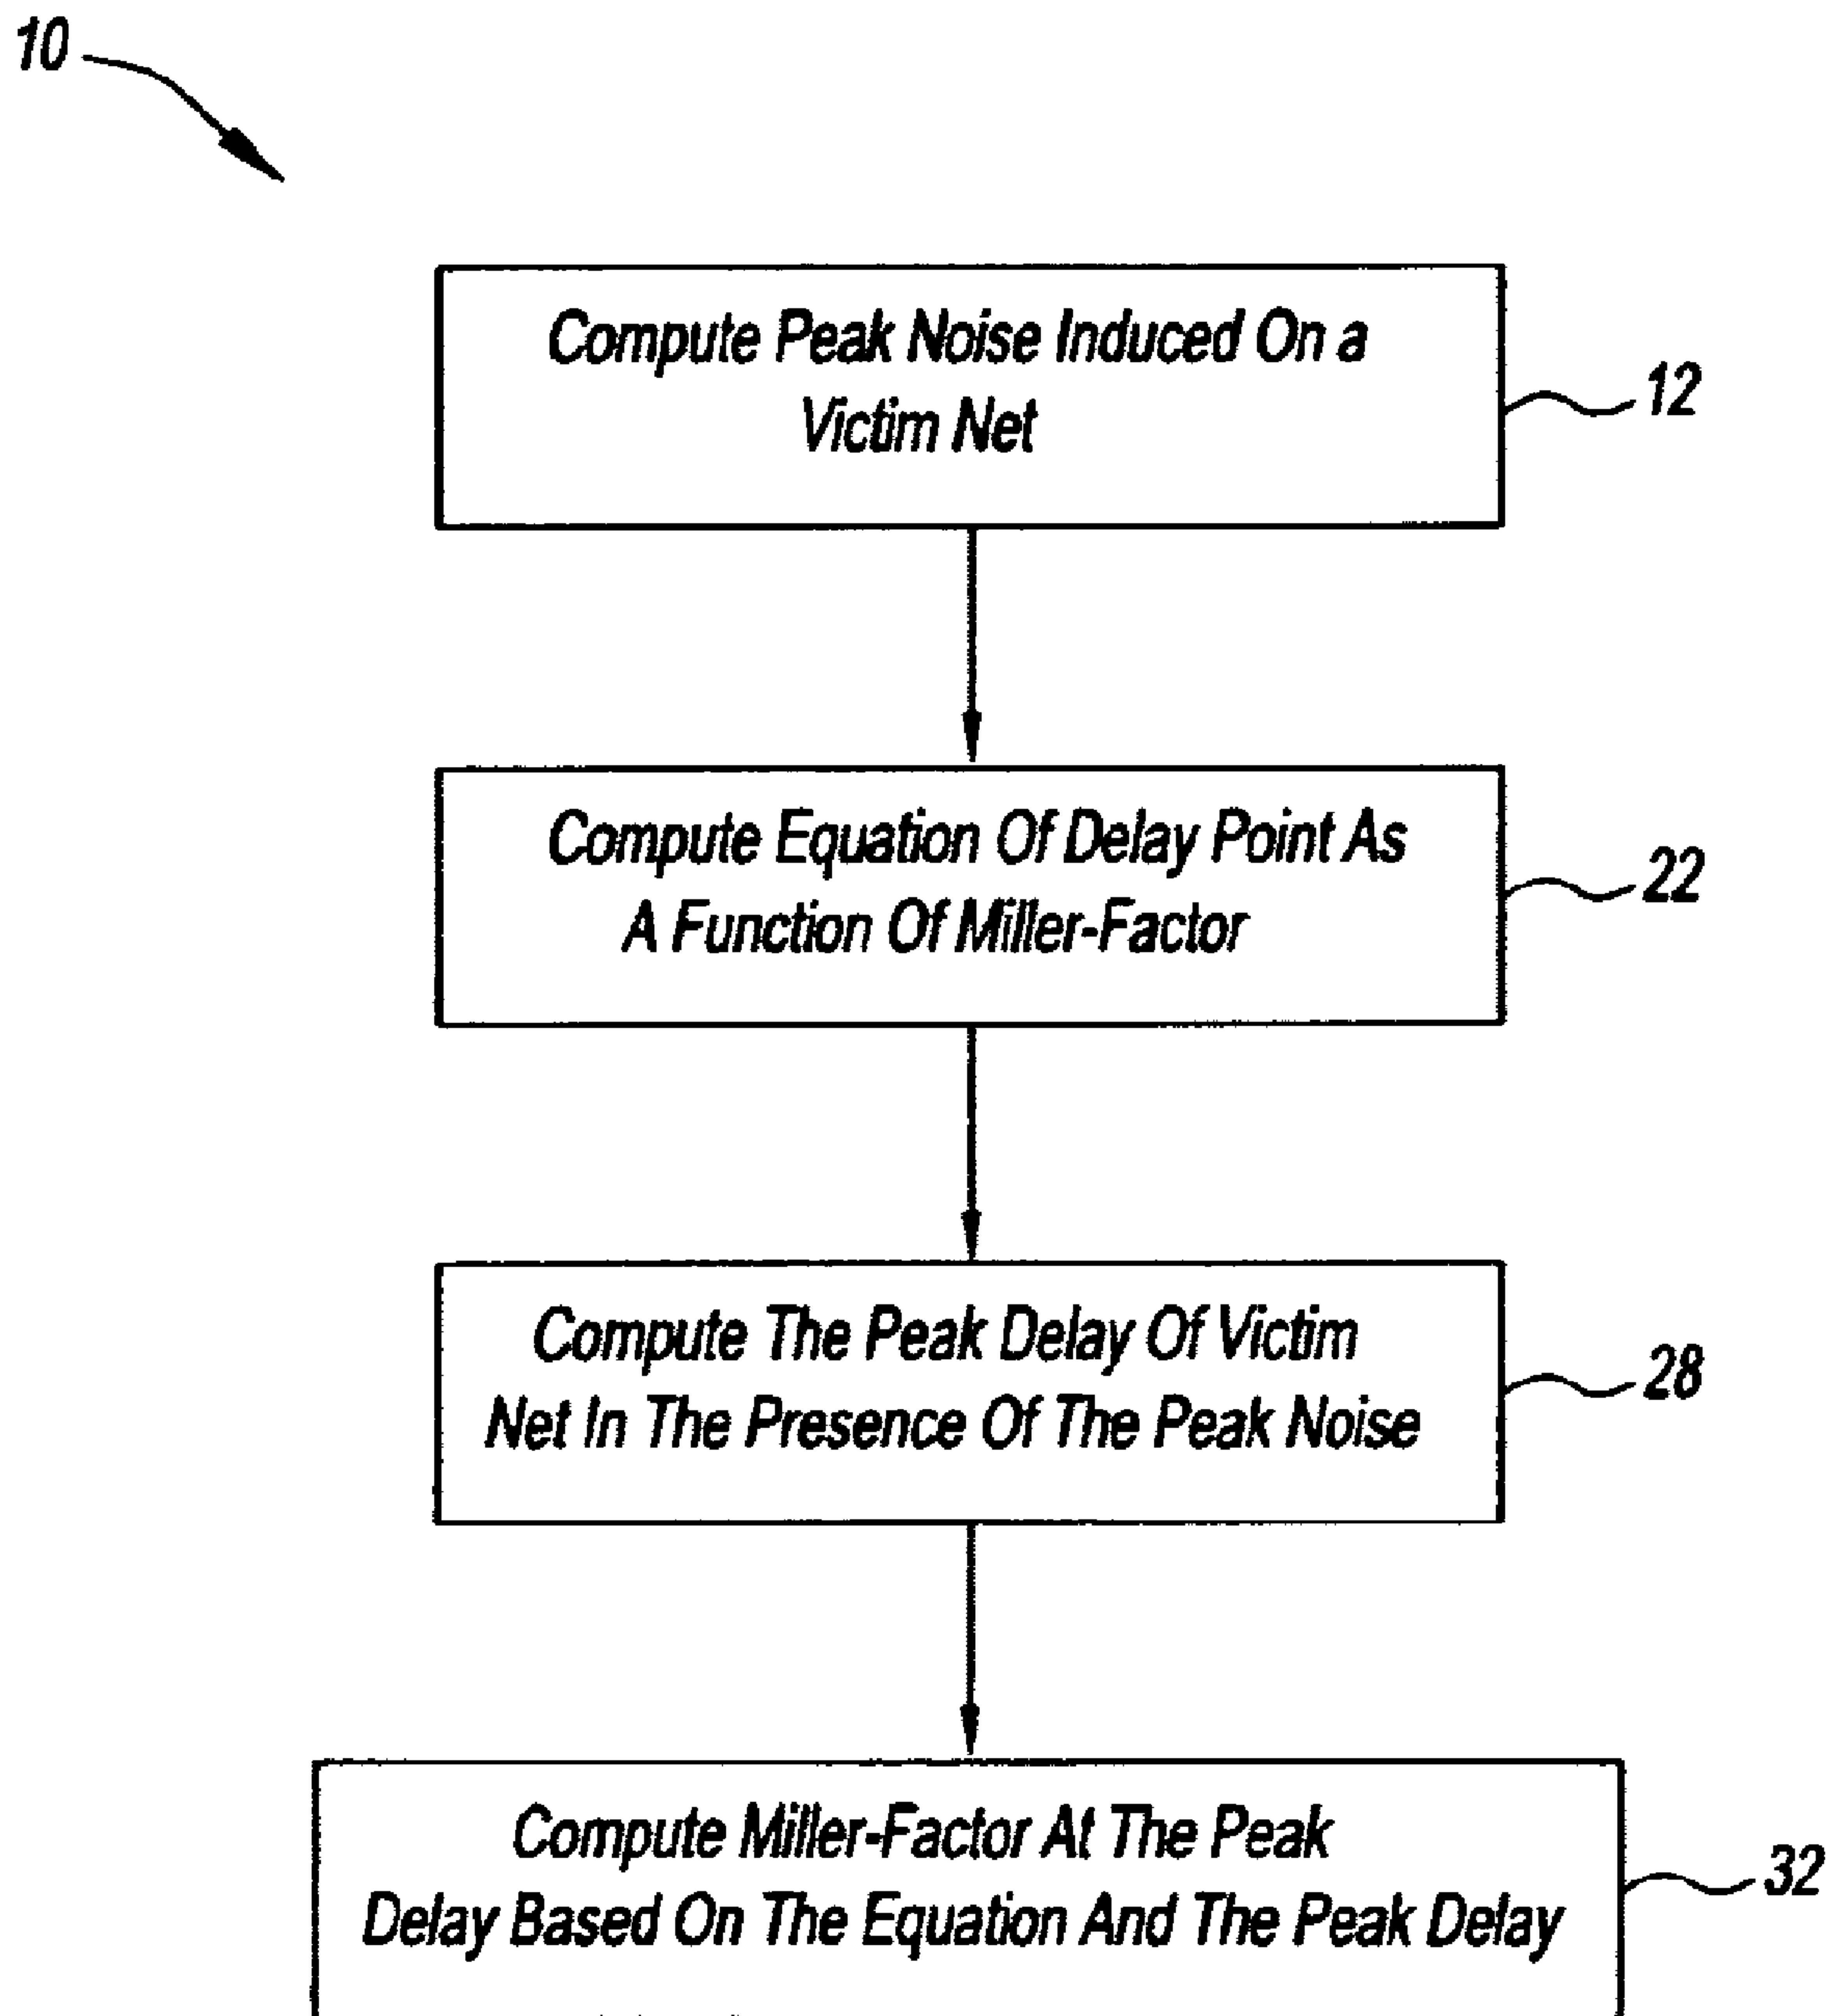 10
Compute Peak Noise Induced On a
Victim Net
12
Compute Equation Of Delay Point As
A Function Of Miller-Factor
22
Compute The Peak Delay Of Victim
Net In The Presence Of The Peak Noise
28
Compute Miller-Factor At The Peak
Delay Based On The Equation And The Peak Delay
32